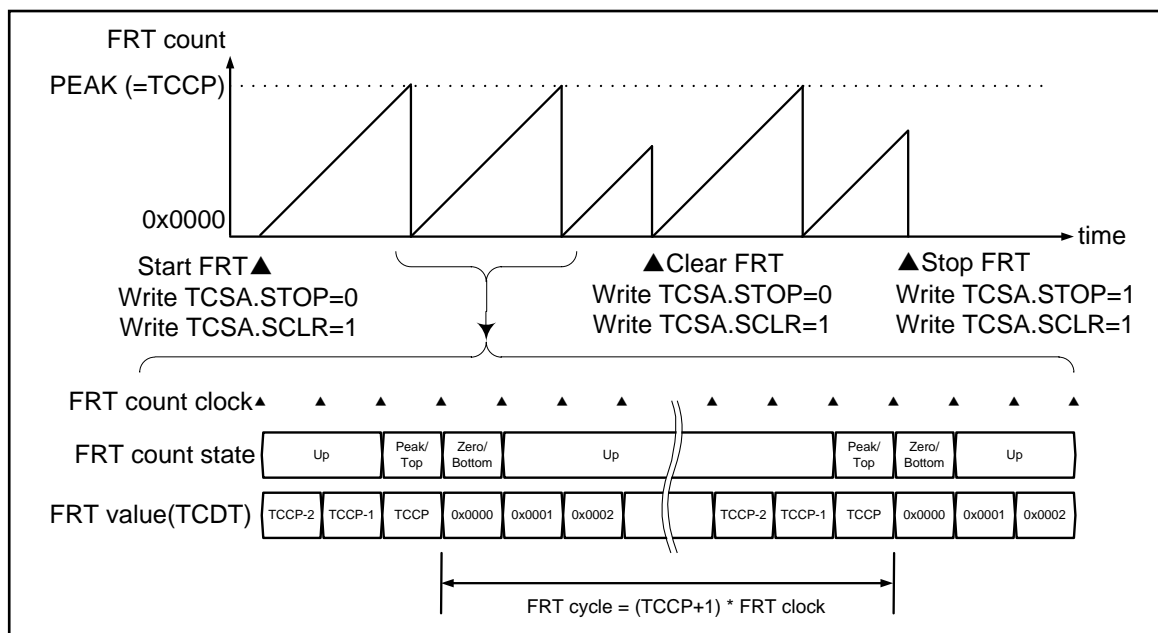 FRT count
PEAK (=TCCP)
0x0000
time
Start FRT▲
Write TCSA.STOP=0
Write TCSA.SCLR=1
▲Clear FRT
Write TCSA.STOP=0
Write TCSA.SCLR=1
▲Stop FRT
Write TCSA.STOP=1
Write TCSA.SCLR=1
FRT count clock
FRT count state
Up
Peak/
Top
Zero/
Bottom
Up
Peak/
Top
Zero/
Bottom
Up
FRT value(TCDT)
TCCP-2 TCCP-1 TCCP 0x0000 0x0001 0x0002 TCCP-2 TCCP-1 TCCP 0x0000 0x0001 0x0002
FRT cycle = (TCCP+1) * FRT clock